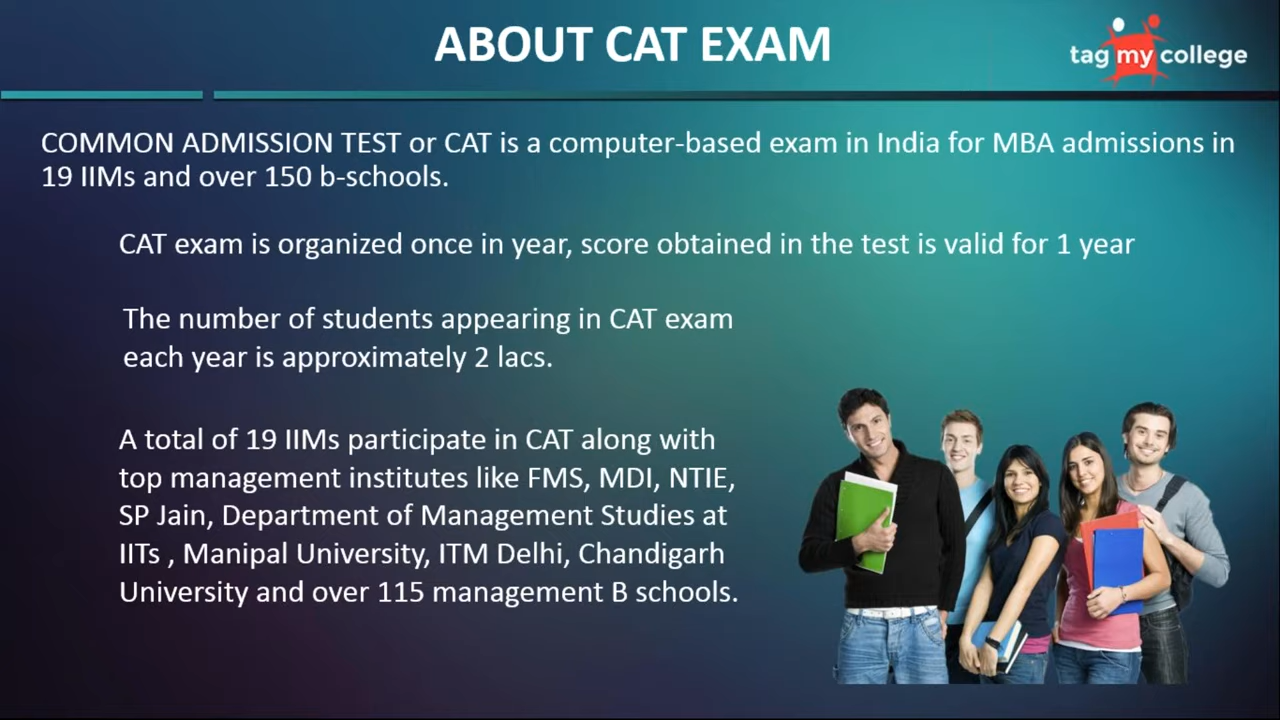 ABOUT CAT EXAM
tag my college
COMMON ADMISSION TEST or CAT is a computer-based exam in India for MBA admissions in
19 IIMs and over 150 b-schools.
CAT exam is organized once in year, score obtained in the test is valid for 1 year
The number of students appearing in CAT exam
each year is approximately 2 lacs.
A total of 19 IIMs participate in CAT along with
top management institutes like FMS, MDI, NTIE,
SP Jain, Department of Management Studies at
IITs , Manipal University, ITM Delhi, Chandigarh
University and over 115 management B schools.